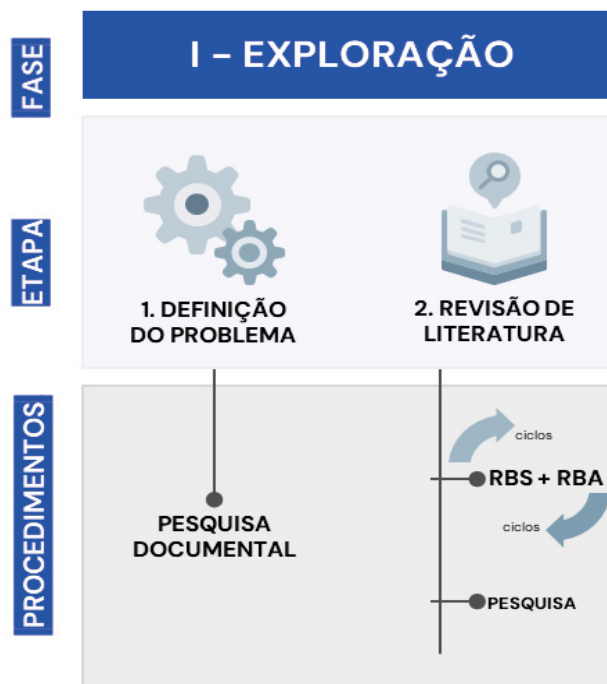 FASE
I – EXPLORAÇÃO
ETAPA
1. DEFINIÇÃO
DO PROBLEMA
2. REVISÃO DE
LITERATURA
PROCEDIMENTOS
PESQUISA
DOCUMENTAL
ciclos
RBS + RBA
ciclos
PESQUISA